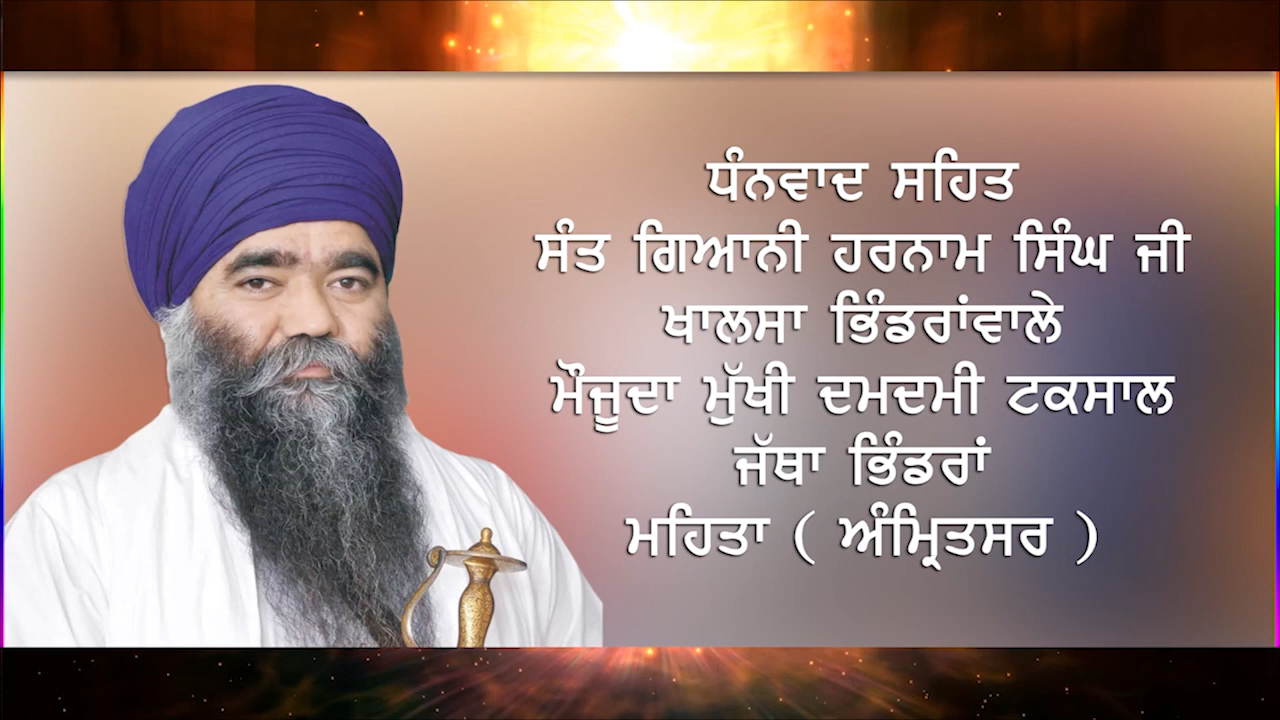 ਧੰਨਵਾਦ ਸਹਿਤ
ਸੰਤ ਗਿਆਨੀ ਹਰਨਾਮ ਸਿੰਘ ਜੀ
ਖਾਲਸਾ ਭਿੰਡਰਾਂਵਾਲੇ
ਮੌਜੂਦਾ ਮੁੱਖੀ ਦਮਦਮੀ ਟਕਸਾਲ
ਜੱਥਾ ਭਿੰਡਰਾਂ
ਮਹਿਤਾ ( ਅੰਮ੍ਰਿਤਸਰ )